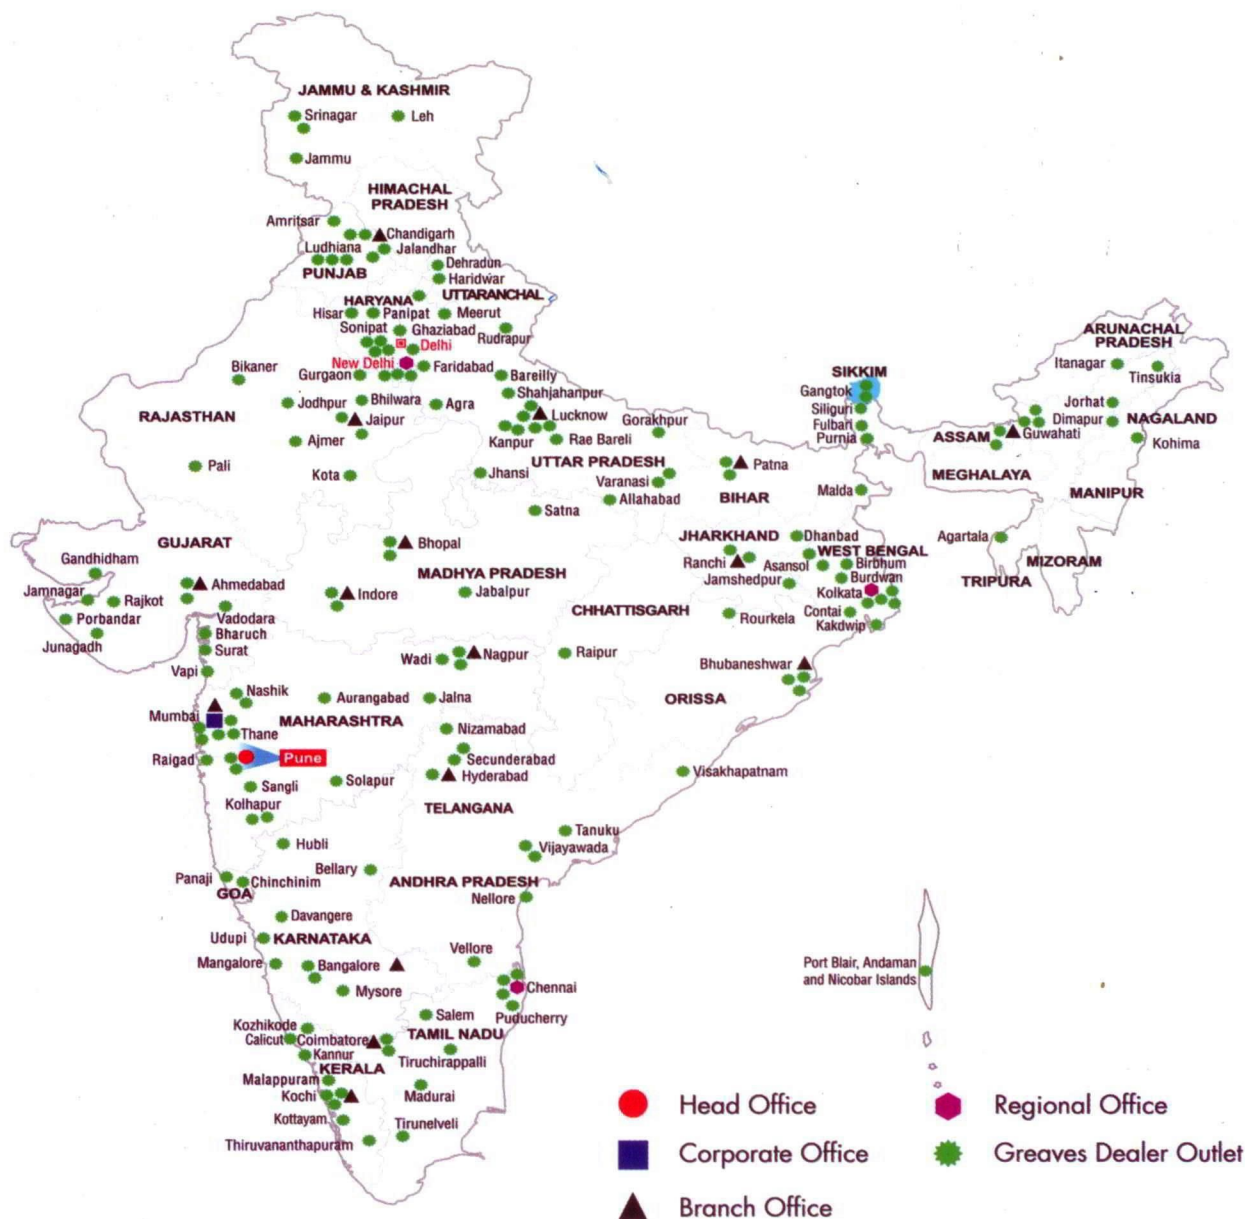 JAMMU & KASHMIR
Srinagar
Leh
Jammu
HIMACHAL
PRADESH
Amritsar
Chandigarh
Ludhiana
Jalandhar
PUNJAB
Dehradun
Haridwar
HARYANA
UTTARANCHAL
Hisar
Panipat
Meerut
Sonipat
Ghaziabad
Rudrapur
Delhi
New Delhi
Faridabad
Bikaner
Gurgaon
Bareilly
Shahjahanpur
Jodhpur
Bhilwara
Agra
RAJASTHAN
Jaipur
Lucknow
Gorakhpur
Ajmer
Kanpur
Rae Bareli
UTTAR PRADESH
Pali
Kota
Jhansi
Varanasi
Patna
Allahabad
BIHAR
Satna
ARUNACHAL
PRADESH
Itanagar
Tinsukia
SIKKIM
Gangtok
Siliguri
Jorhat
Fulbari
Dimapur
NAGALAND
Purnia
ASSAM
Guwahati
Kohima
MEGHALAYA
MANIPUR
Malda
Agartala
MIZORAM
TRIPURA
GUJARAT
Gandhidham
Bhopal
JHARKHAND
Dhanbad
WEST BENGAL
Ranchi
Asansol
Birbhum
Jamshedpur
Burdwan
Kolkata
Jamnagar
Ahmedabad
MADHYA PRADESH
Rajkot
Indore
Jabalpur
CHHATTISGARH
Contai
Porbandar
Vadodara
Rourkela
Kakdwip
Junagadh
Bharuch
Surat
Vapi
Wadi
Nagpur
Raipur
Bhubaneshwar
Nashik
Aurangabad
Jalna
ORISSA
Mumbai
MAHARASHTRA
Thane
Nizamabad
Raigad
Pune
Secunderabad
Hyderabad
Visakhapatnam
Sangli
Solapur
Kolhapur
TELANGANA
Tanuku
Hubli
Vijayawada
Bellary
Panaji
Chinchinim
GOA
ANDHRA PRADESH
Nellore
Davangere
Udupi
KARNATAKA
Mangalore
Bangalore
Vellore
Mysore
Chennai
Puducherry
Port Blair, Andaman
and Nicobar Islands
Kozhikode
Salem
Calicut
Coimbatore
TAMIL NADU
Kannur
Tiruchirappalli
KERALA
Malappuram
Kochi
Madurai
Kottayam
Tirunelveli
Thiruvananthapuram
Head Office
Regional Office
Corporate Office
Greaves Dealer Outlet
Branch Office